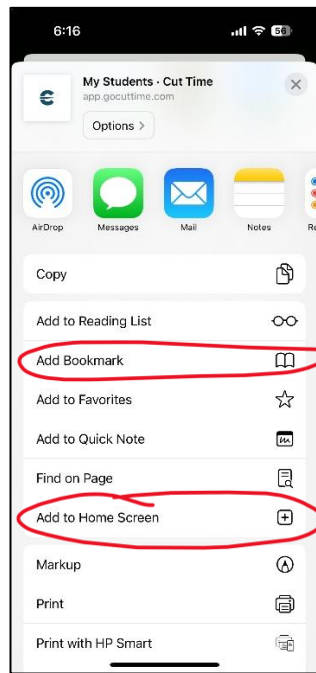 6:16
56
My Students · Cut Time
app.gocuttime.com
Options >
AirDrop
Messages
Mail
Notes
Copy
Add to Reading List
Add Bookmark
Add to Favorites
Add to Quick Note
Find on Page
Add to Home Screen
Markup
Print
Print with HP Smart